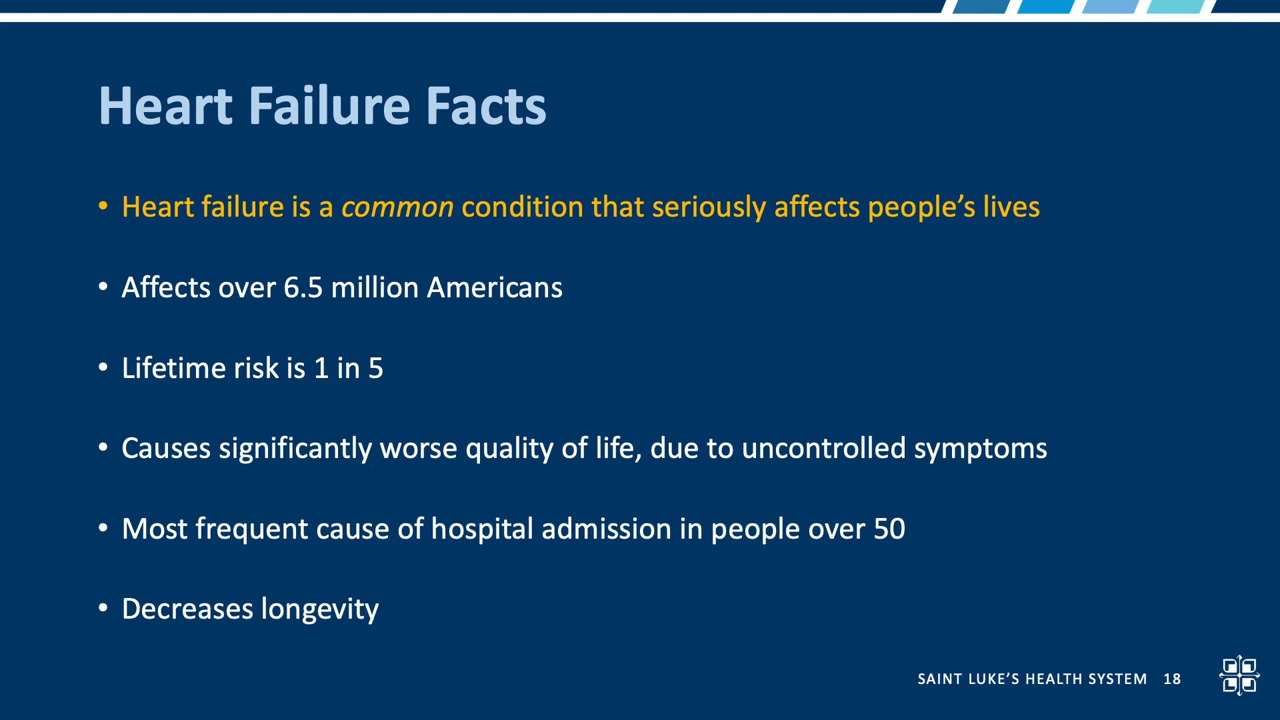 Heart Failure Facts
• Heart failure is a common condition that seriously affects people’s lives
• Affects over 6.5 million Americans
• Lifetime risk is 1 in 5
• Causes significantly worse quality of life, due to uncontrolled symptoms
• Most frequent cause of hospital admission in people over 50
• Decreases longevity
SAINT LUKE’S HEALTH SYSTEM 18